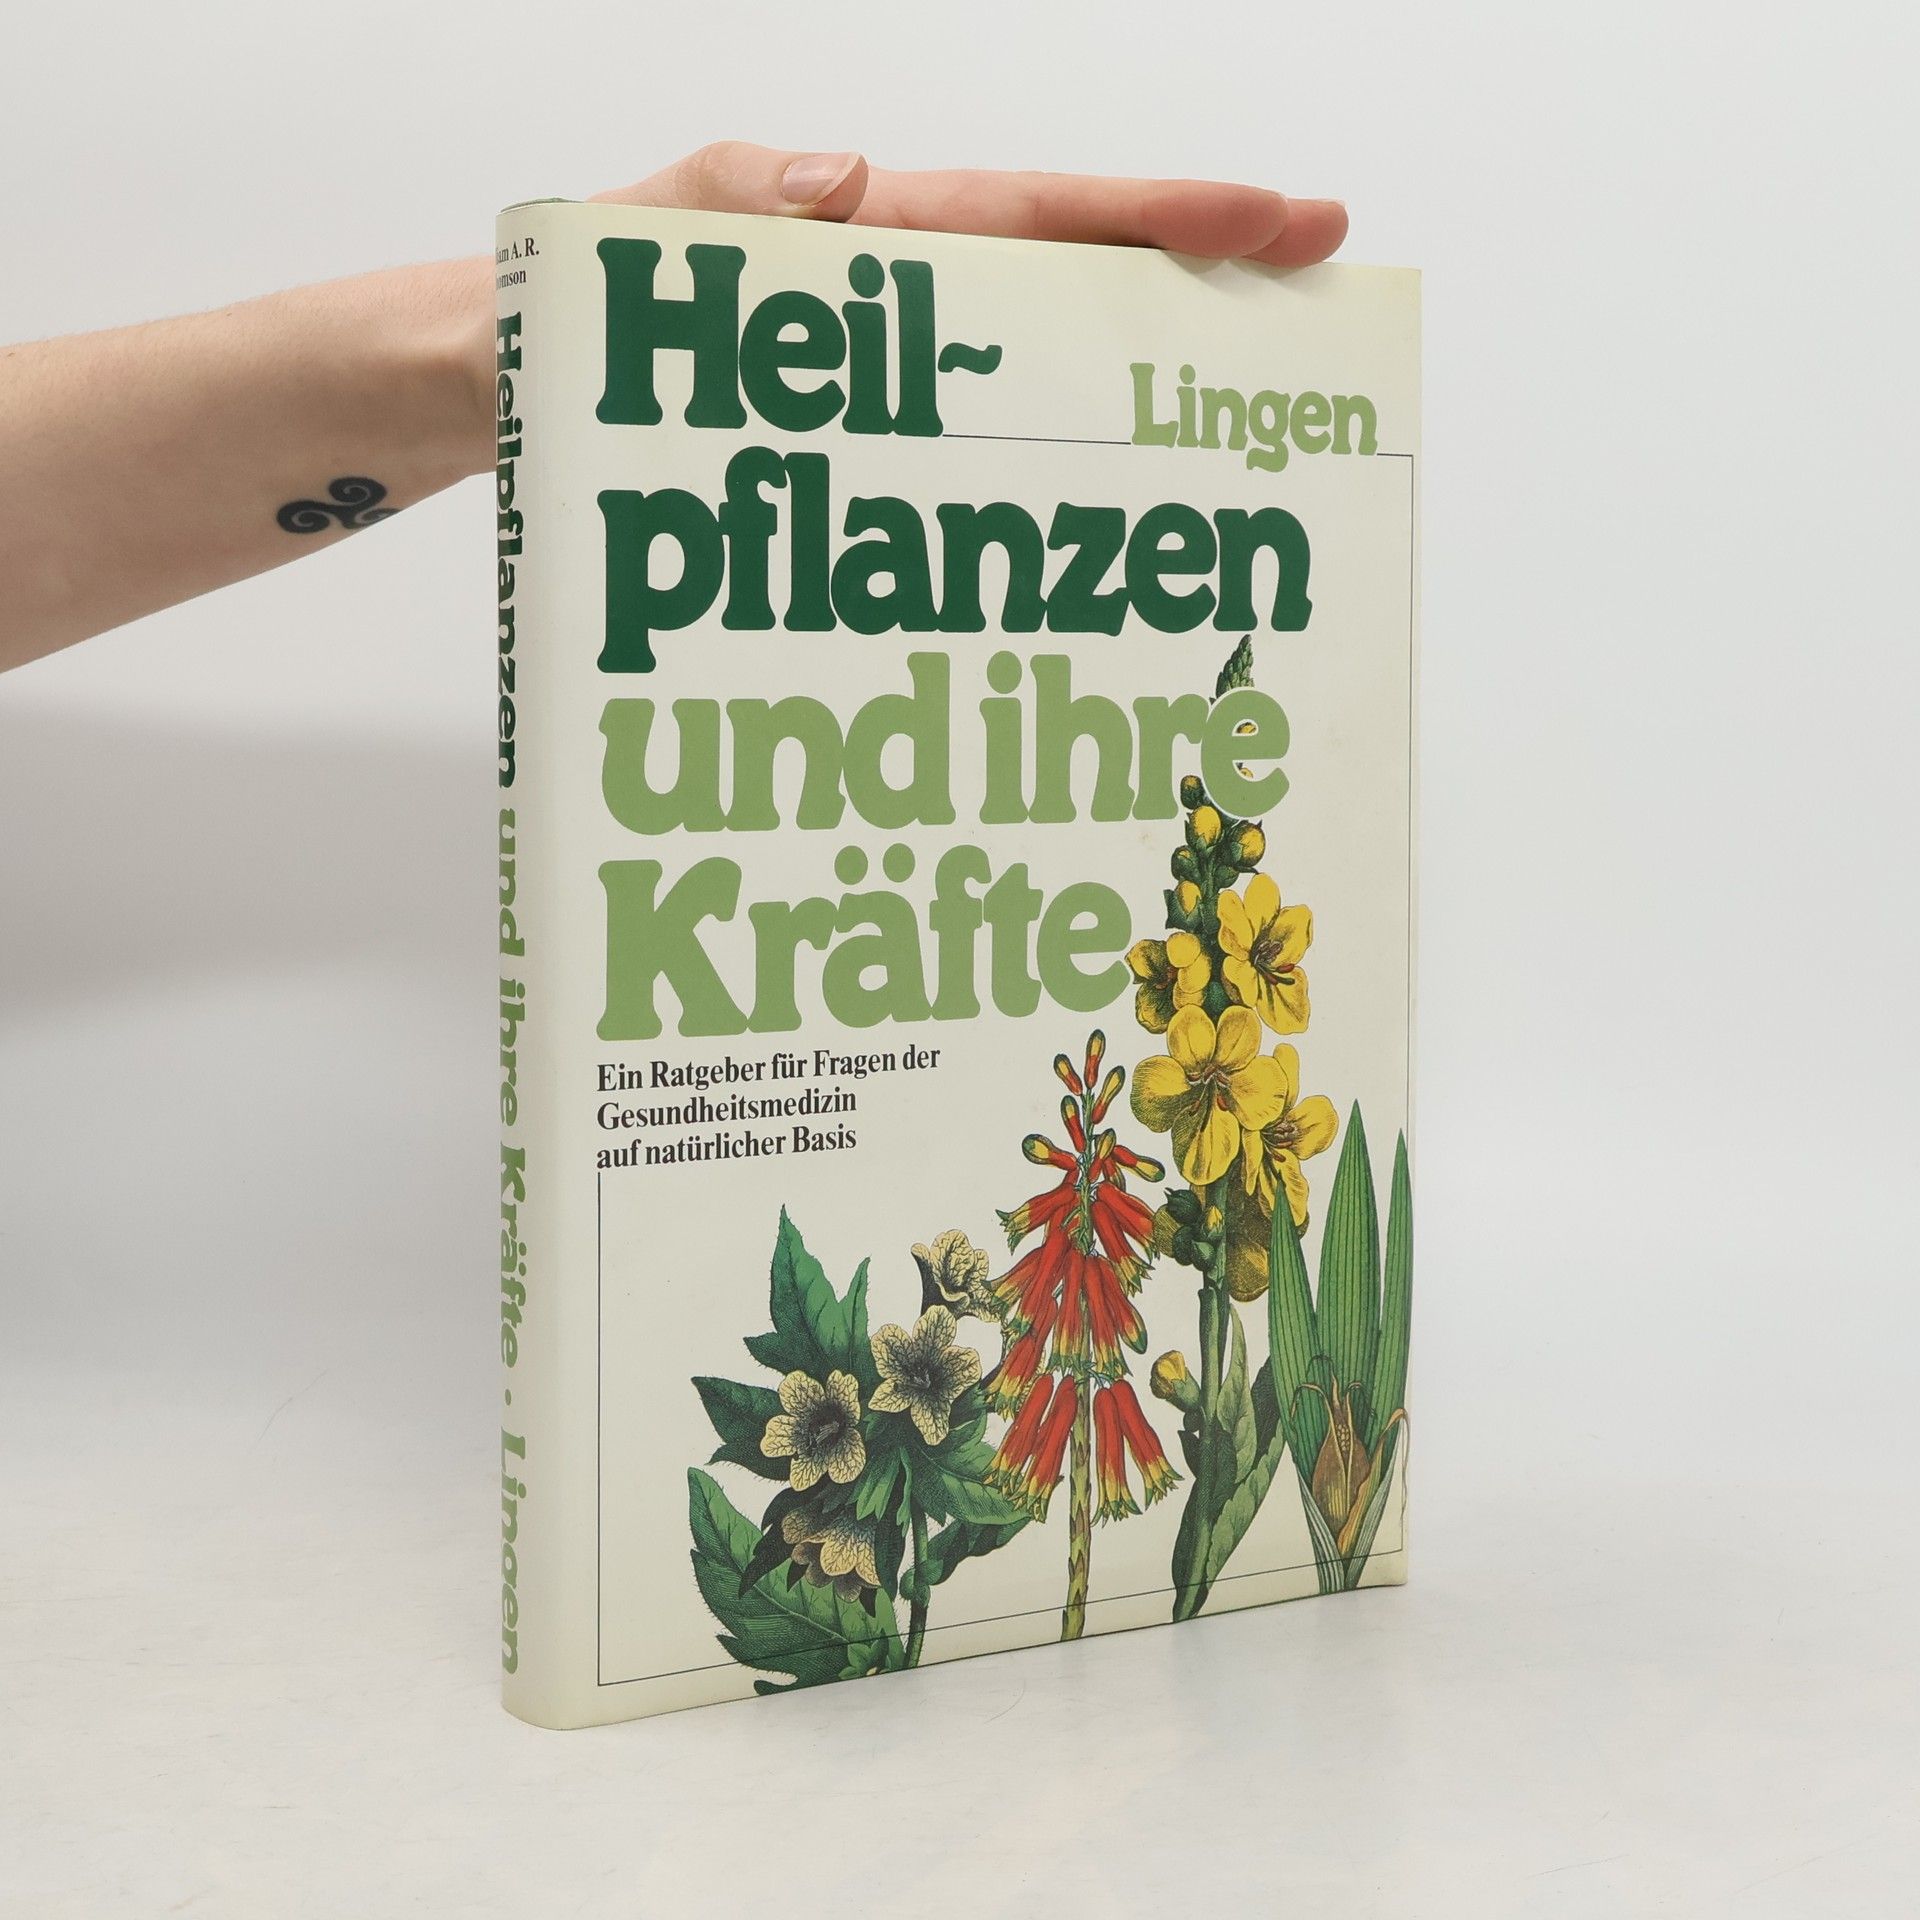 A. R.
Heilpflanzen und ihre Kräfte · Lingen
Heil~
Lingen
pflanzen
und ihre
Kräfte
Ein Ratgeber für Fragen der
Gesundheitsmedizin
auf natürlicher Basis